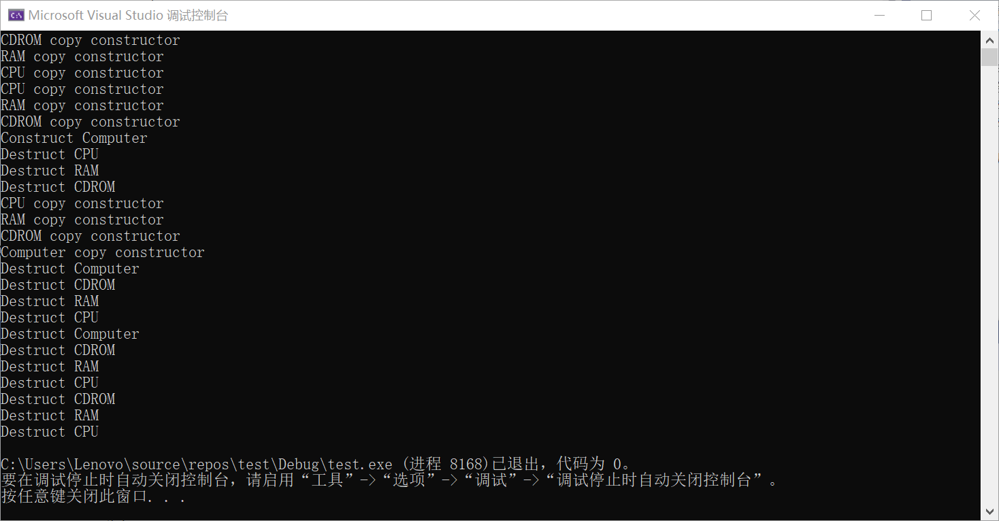 Microsoft Visual Studio 调试控制台
CDROM copy constructor
RAM copy constructor
CPU copy constructor
CPU copy constructor
RAM copy constructor
CDROM copy constructor
Construct Computer
Destruct CPU
Destruct RAM
Destruct CDROM
CPU copy constructor
RAM copy constructor
CDROM copy constructor
Computer copy constructor
Destruct Computer
Destruct CDROM
Destruct RAM
Destruct CPU
Destruct Computer
Destruct CDROM
Destruct RAM
Destruct CPU
Destruct CDROM
Destruct RAM
Destruct CPU
C:\Users\Lenovo\source\repos\test\Debug\test.exe (进程 8168)已退出，代码为 0。
要在调试停止时自动关闭控制台，请启用“工具”->“选项”->“调试”->“调试停止时自动关闭控制台”。
按任意键关闭此窗口. . .